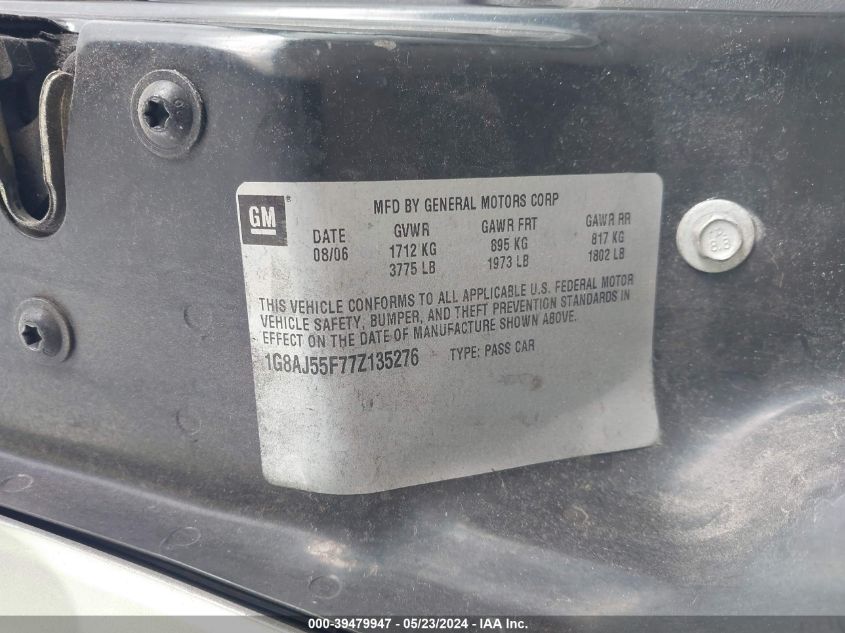 GM ®
MFD BY GENERAL MOTORS CORP
DATE GVWR GAWR FRT GAWR RR
08/06 1712 KG 895 KG 817 KG
3775 LB 1973 LB 1802 LB
THIS VEHICLE CONFORMS TO ALL APPLICABLE U.S. FEDERAL MOTOR
VEHICLE SAFETY, BUMPER, AND THEFT PREVENTION STANDARDS IN
EFFECT ON THE DATE OF MANUFACTURE SHOWN ABOVE.
1G8AJ55F77Z135276 TYPE: PASS CAR
8.8
000-39479947 - 05/23/2024 - IAA Inc.